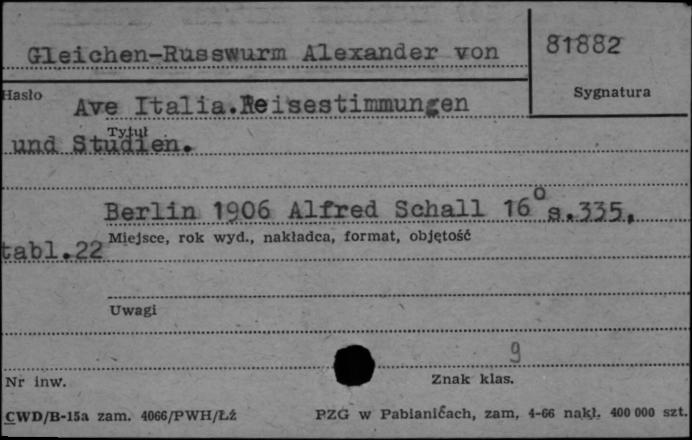 Gleichen-Russwurm Alexander von
81882
Hasło
Sygnatura
Ave Italia.Reisestimmungen
Tytuł
und Studien.
Berlin 1906 Alfred Schall 16° s.335,
Miejsce, rok wyd., nakładca, format, objętość
tabl.22
Uwagi
9
Nr inw.
Znak klas.
CWD/B-15a zam. 4066/PWH/Łź
PZG w Pabianicach, zam, 4-66 nakł. 400 000 szt.